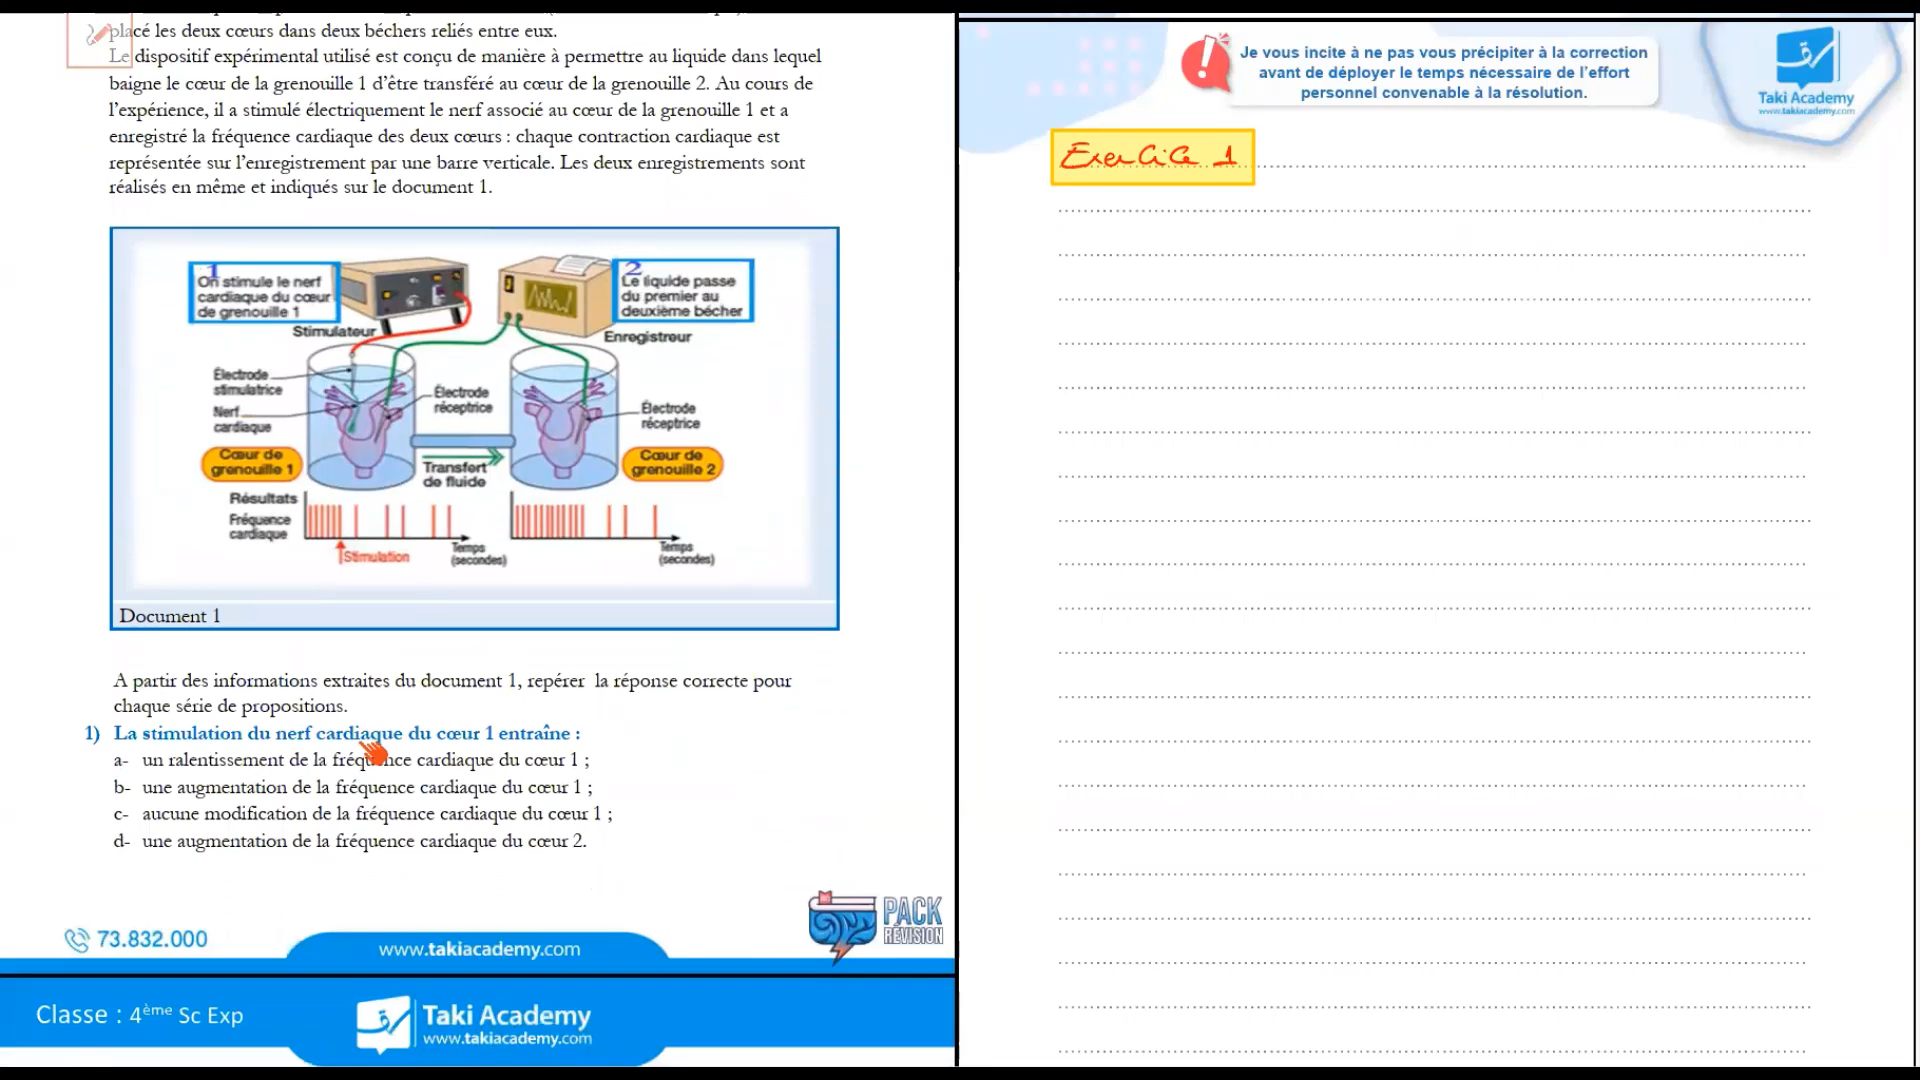 placé les deux cœurs dans deux béchers reliés entre eux.
Le dispositif expérimental utilisé est conçu de manière à permettre au liquide dans lequel
baigne le cœur de la grenouille 1 d’être transféré au cœur de la grenouille 2. Au cours de
l’expérience, il a stimulé électriquement le nerf associé au cœur de la grenouille 1 et a
enregistré la fréquence cardiaque des deux cœurs : chaque contraction cardiaque est
représentée sur l’enregistrement par une barre verticale. Les deux enregistrements sont
réalisés en même et indiqués sur le document 1.
1
On stimule le nerf
cardiaque du cœur
de grenouille 1
Stimulateur
2
Le liquide passe
du premier au
deuxième bécher
Enregistreur
Électrode
stimulatrice
Nerf
cardiaque
Électrode
réceptrice
Électrode
réceptrice
Cœur de
grenouille 1
Transfert
de fluide
Cœur de
grenouille 2
Résultats
Fréquence
cardiaque
Stimulation
Temps
(secondes)
Temps
(secondes)
Document 1
A partir des informations extraites du document 1, repérer la réponse correcte pour
chaque série de propositions.
1) La stimulation du nerf cardiaque du cœur 1 entraîne :
a- un ralentissement de la fréquence cardiaque du cœur 1 ;
b- une augmentation de la fréquence cardiaque du cœur 1 ;
c- aucune modification de la fréquence cardiaque du cœur 1 ;
d- une augmentation de la fréquence cardiaque du cœur 2.
PACK
REVISION
73.832.000
www.takiacademy.com
Classe : 4ème Sc Exp
Taki Academy
www.takiacademy.com
Je vous incite à ne pas vous précipiter à la correction
avant de déployer le temps nécessaire de l’effort
personnel convenable à la résolution.
Taki Academy
www.takiacademy.com
Exercice 1